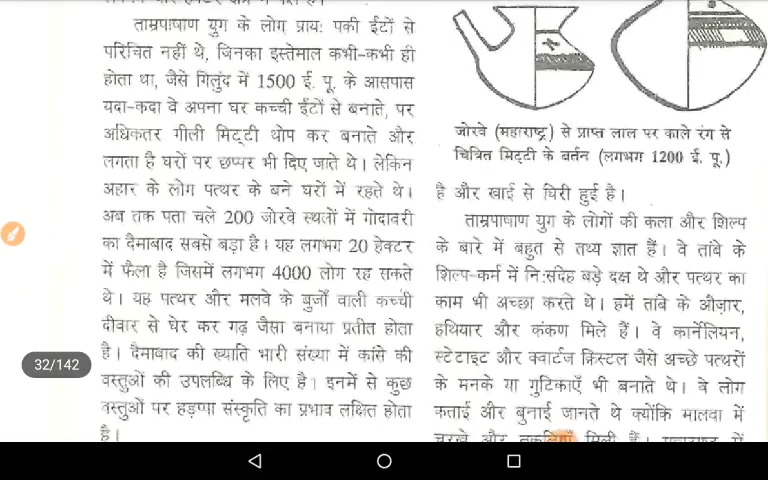 ताम्रपाषाण युग के लोग प्रायः पकी ईंटों से
परिचित नहीं थे, जिनका इस्तेमाल कभी-कभी ही
होता था, जैसे गिलुंद में 1500 ई. पू. के आसपास
यदा-कदा वे अपना घर कच्ची ईंटों से बनाते, पर
अधिकतर गीली मिट्टी थोप कर बनाते और
लगता है घरों पर छप्पर भी दिए जाते थे। लेकिन
अहार के लोग पत्थर के बने घरों में रहते थे।
अब तक पता चले 200 जोरवे स्थलों में गोदावरी
का दैमाबाद सबसे बड़ा है। यह लगभग 20 हेक्टर
में फैला है जिसमें लगभग 4000 लोग रह सकते
थे। यह पत्थर और मलवे के बुर्जों वाली कच्ची
दीवार से घेर कर गढ़ जैसा बनाया प्रतीत होता
है। दैमाबाद की ख्याति भारी संख्या में कांसे की
वस्तुओं की उपलब्धि के लिए है। इनमें से कुछ
वस्तुओं पर हड़प्पा संस्कृति का प्रभाव लक्षित होता
है।
जोरवे (महाराष्ट्र) से प्राप्त लाल पर काले रंग से
चित्रित मिट्टी के बर्तन (लगभग 1200 ई. पू.)
है और खाई से घिरी हुई है।
ताम्रपाषाण युग के लोगों की कला और शिल्प
के बारे में बहुत से तथ्य ज्ञात हैं। वे तांबे के
शिल्प-कर्म में निःसंदेह बड़े दक्ष थे और पत्थर का
काम भी अच्छा करते थे। हमें तांबे के औज़ार,
हथियार और कंकण मिले हैं। वे कार्नेलियन,
स्टेटाइट और क्वार्टज क्रिस्टल जैसे अच्छे पत्थरों
के मनके या गुटिकाएँ भी बनाते थे। वे लोग
कताई और बुनाई जानते थे क्योंकि मालवा में
चरखे और तकलियाँ मिली हैं।
32/142